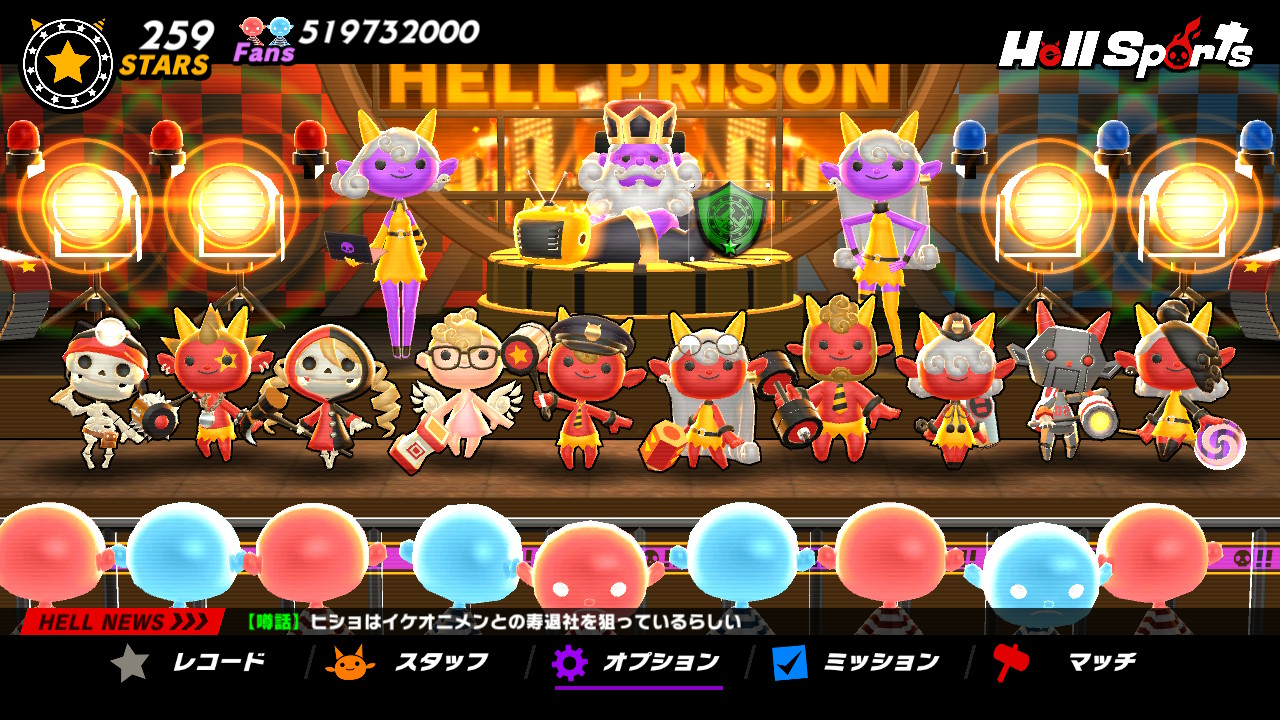 259
STARS
Fans
519732000
Hell Sports
HELL PRISON
HELL NEWS
【噂話】ヒショはイケオニメンとの寿退社を狙っているらしい
レコード
スタッフ
オプション
ミッション
マッチ